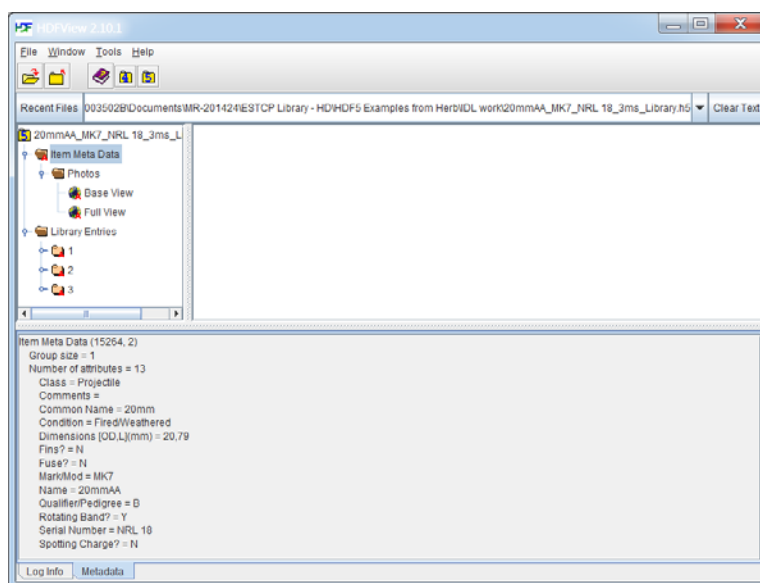 HDFView 2.10.1
File Window Tools Help
Recent Files 003502B\Documents\MR-201424\ESTCP Library - HD\HDF5 Examples from Herb\IDL work\20mmAA_MK7_NRL 18_3ms_Library.h5 Clear Text
20mmAA_MK7_NRL 18_3ms_L
Item Meta Data
Photos
Base View
Full View
Library Entries
1
2
3
Item Meta Data (15264, 2)
Group size = 1
Number of attributes = 13
Class = Projectile
Comments =
Common Name = 20mm
Condition = Fired/Weathered
Dimensions [OD,L](mm) = 20,79
Fins? = N
Fuse? = N
Mark/Mod = MK7
Name = 20mmAA
Qualifier/Pedigree = B
Rotating Band? = Y
Serial Number = NRL 18
Spotting Charge? = N
Log Info Metadata